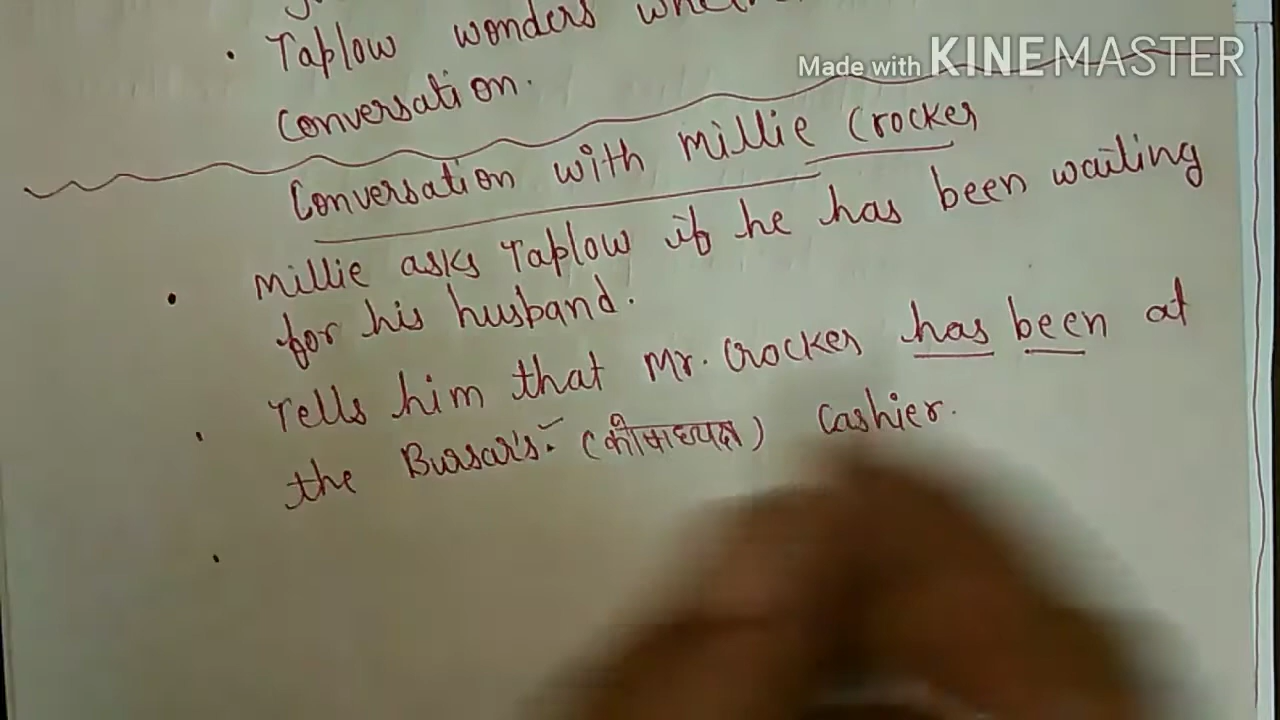 Made with KINEMASTER
• Taplow wonders
conversation.
Conversation with Millie Crocker
• Millie asks Taplow if he has been waiting
for his husband.
• Tells him that Mr. Crocker has been at
the Bursar's. (कोषाध्यक्ष) Cashier.
•